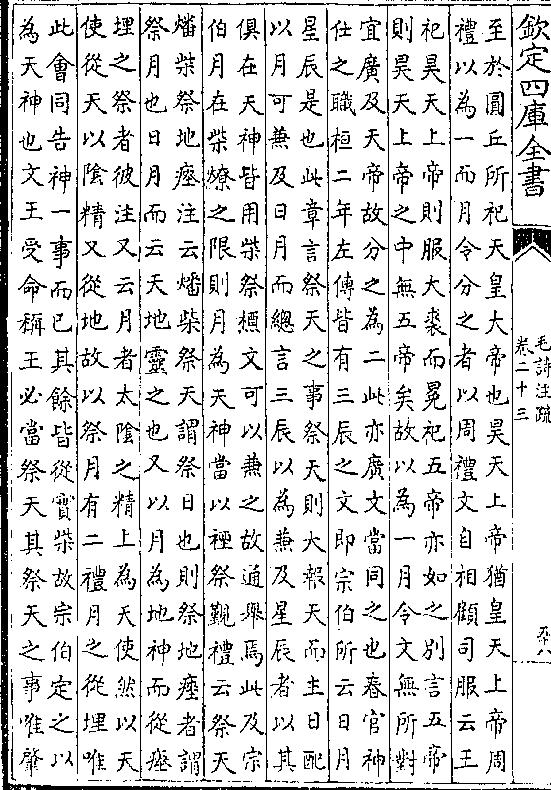 欽定四庫全書
毛詩注疏
卷二十三
至於圓丘所祀天皇大帝也昊天上帝猶皇天上帝周
禮以為一而月令分之者以周禮文自相顧司服云王
祀昊天上帝則服大裘而冕祀五帝亦如之別言五帝
則昊天上帝之中無五帝矣故以為一月令文無所對
宜廣及天帝故分之為二此亦廣文當同之也春官神
仕之職桓二年左傳皆有三辰之文即宗伯所云日月
星辰是也此章言祭天之事祭天則大報天而主日配
以月可兼及日月而總言三辰以為兼及星辰者以其
俱在天神皆用柴祭標文可以兼之故通舉焉此及宗
伯月在柴燎之限則月為天神當以禋祭覲禮云祭天
燔柴祭地瘞注云燔柴祭天謂祭日也則祭地瘞者謂
祭月也日月而云天地靈之也又以月為地神而從瘞
埋之祭者彼注又云月者太陰之精上為天使然以天
使從天以陰精又從地故以祭月有二禮月之從埋唯
此會同告神一事而已其餘皆從實柴故宗伯定之以
為天神也文王受命稱王必當祭天其祭天之事唯肇